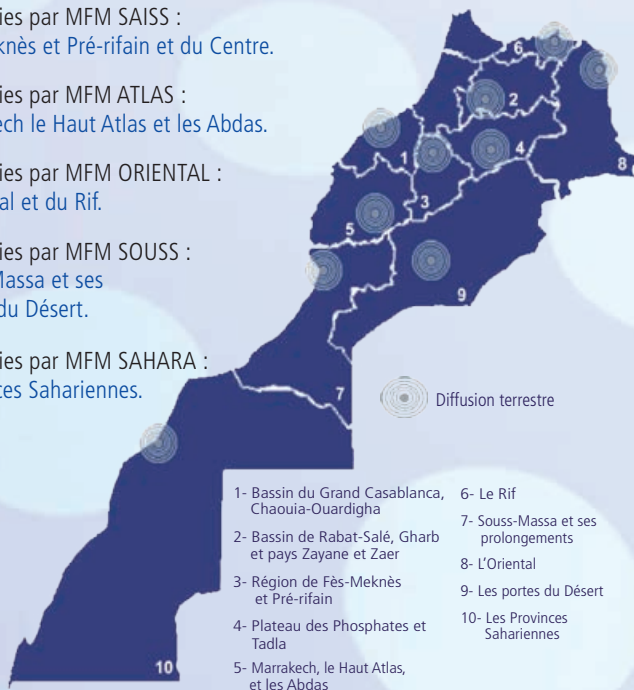 ies par MFM SAISS :
knès et Pré-rifain et du Centre.
ies par MFM ATLAS :
ech le Haut Atlas et les Abdas.
ies par MFM ORIENTAL :
al et du Rif.
ies par MFM SOUSS :
Massa et ses
du Désert.
ies par MFM SAHARA :
ces Sahariennes.
6
2
1
4
8
3
5
9
7
10
Diffusion terrestre
1- Bassin du Grand Casablanca,
Chaouia-Ouardigha
2- Bassin de Rabat-Salé, Gharb
et pays Zayane et Zaer
3- Région de Fès-Meknès
et Pré-rifain
4- Plateau des Phosphates et
Tadla
5- Marrakech, le Haut Atlas,
et les Abdas
6- Le Rif
7- Souss-Massa et ses
prolongements
8- L'Oriental
9- Les portes du Désert
10- Les Provinces
Sahariennes